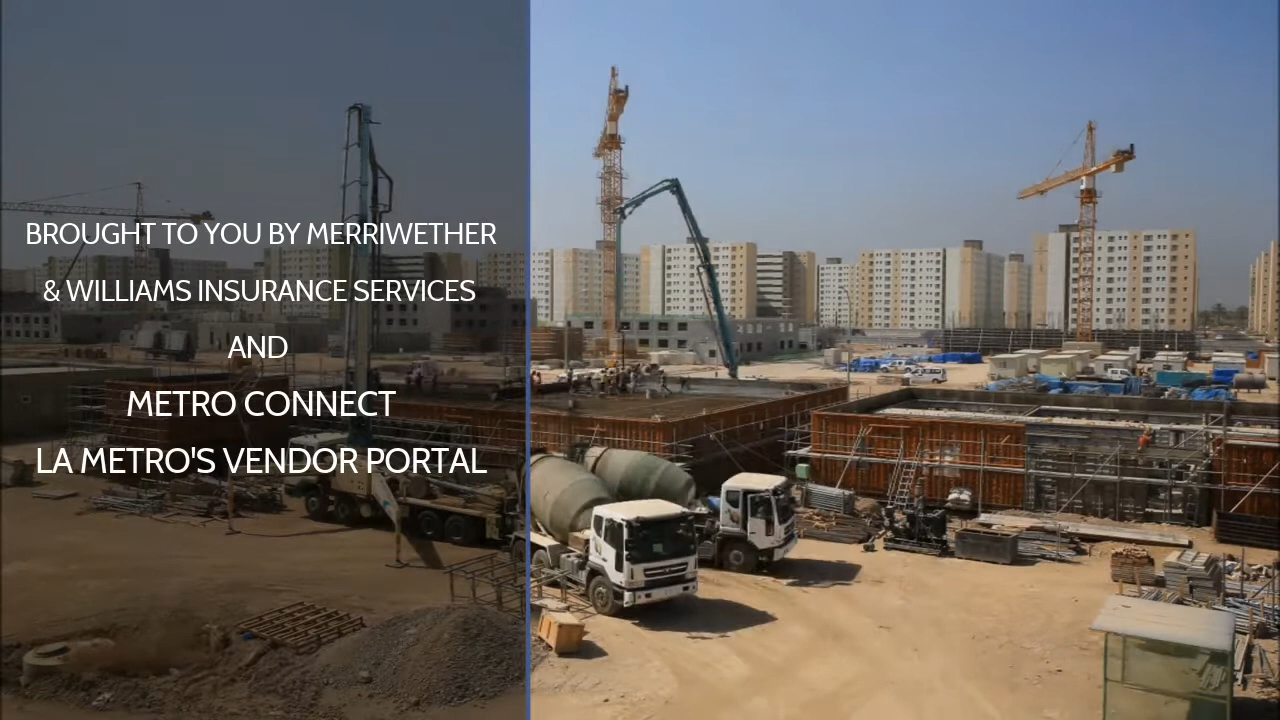 BROUGHT TO YOU BY MERRIWETHER
& WILLIAMS INSURANCE SERVICES
AND
METRO CONNECT
LA METRO'S VENDOR PORTAL